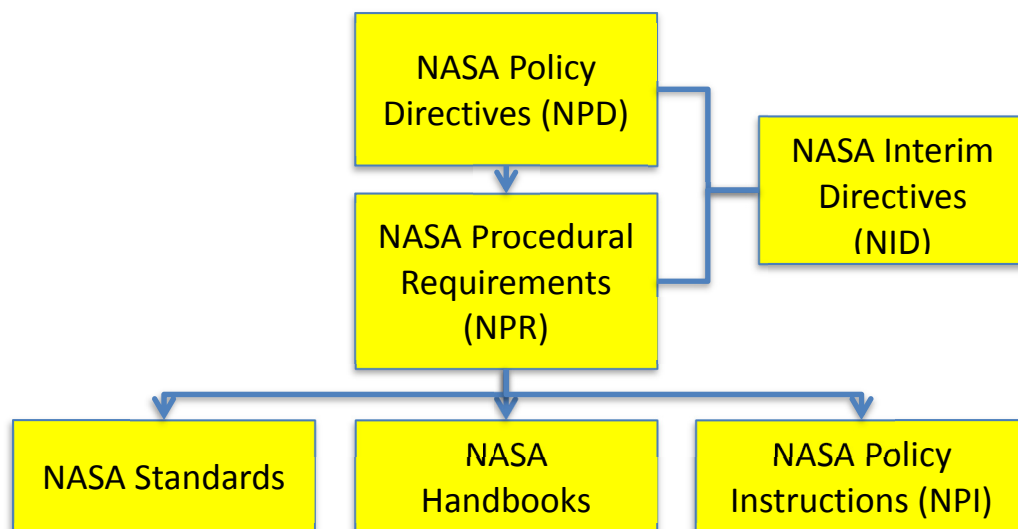 NASA Policy
Directives (NPD)
NASA Interim
Directives
(NID)
NASA Procedural
Requirements
(NPR)
NASA Standards
NASA
Handbooks
NASA Policy
Instructions (NPI)